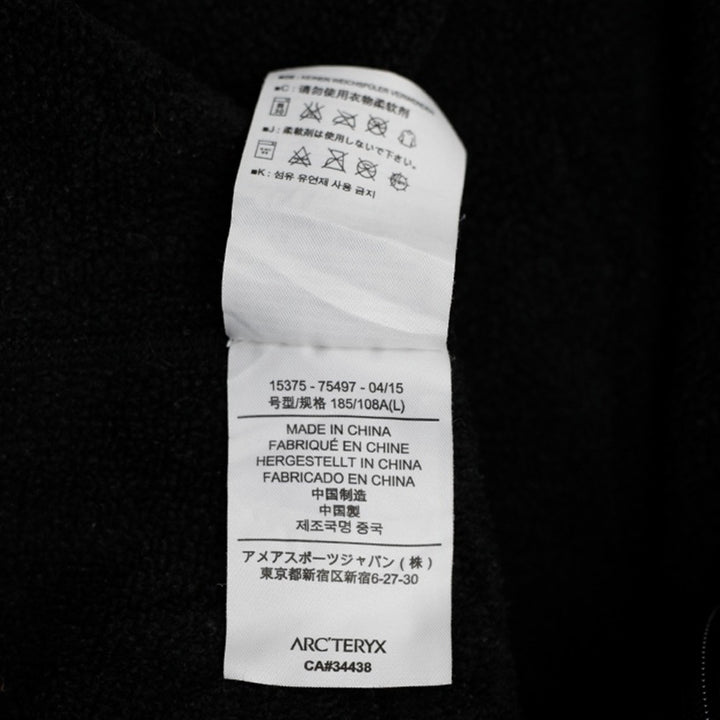 KEINEN WEICHSPÜLER VERWENDEN
■C : 请勿使用衣物柔软剂
■J : 柔軟剤は使用しないで下さい。
■K : 섬유 유연제 사용 금지
15375 - 75497 - 04/15
号型/规格 185/108A(L)
MADE IN CHINA
FABRIQUÉ EN CHINE
HERGESTELLT IN CHINA
FABRICADO EN CHINA
中国制造
中国製
제조국명 중국
アメアスポーツジャパン ( 株 )
東京都新宿区新宿6-27-30
ARC'TERYX
CA#34438